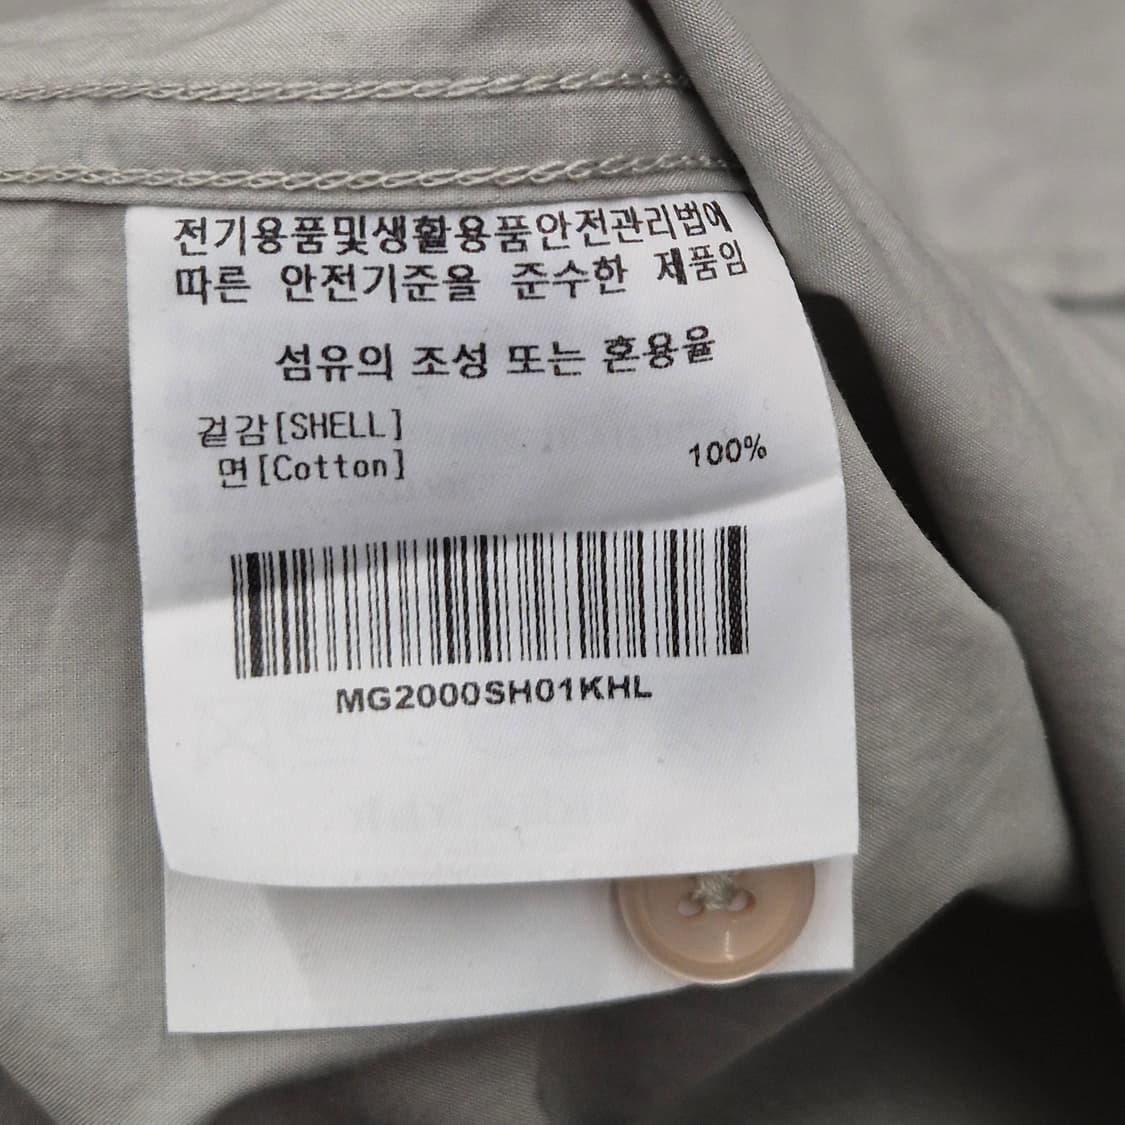 전기용품및생활용품안전관리법에
따른 안전기준을 준수한 제품임
섬유의 조성 또는 혼용율
겉감[SHELL]
면[Cotton] 100%
MG2000SH01KHL